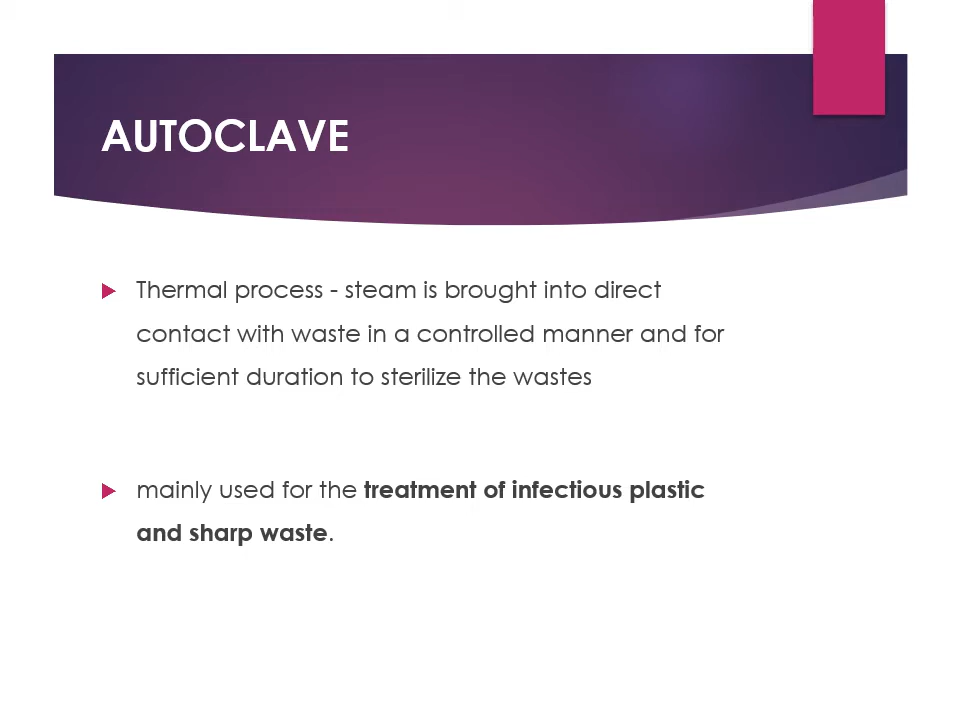 AUTOCLAVE
Thermal process - steam is brought into direct
contact with waste in a controlled manner and for
sufficient duration to sterilize the wastes
mainly used for the treatment of infectious plastic
and sharp waste.